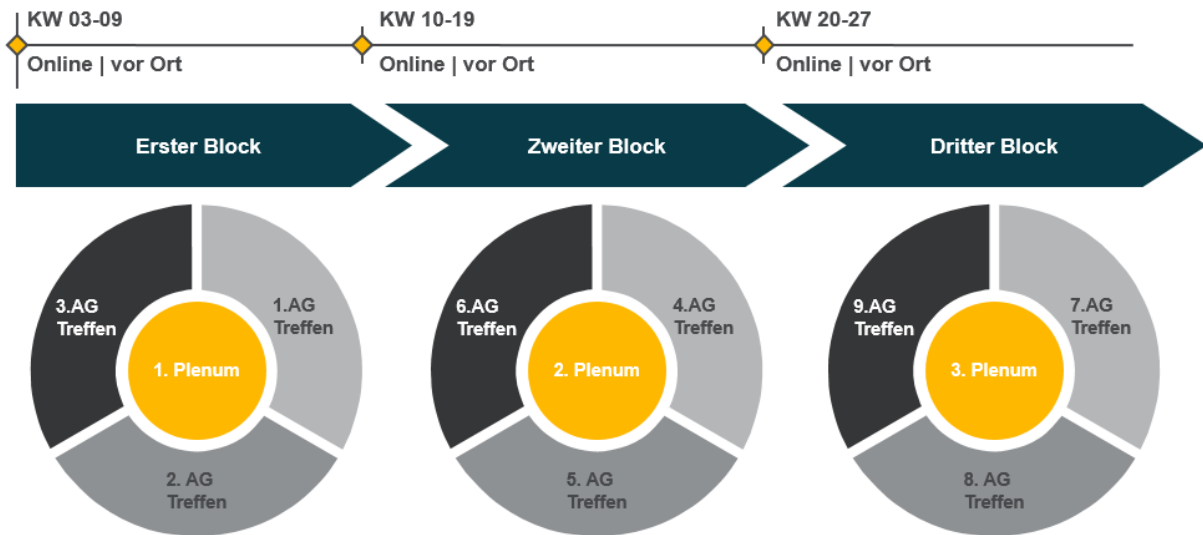 KW 03-09
KW 10-19
KW 20-27
Online | vor Ort
Online | vor Ort
Online | vor Ort
Erster Block
Zweiter Block
Dritter Block
3.AG
Treffen
1.AG
Treffen
1. Plenum
2. AG
Treffen
6.AG
Treffen
4.AG
Treffen
2. Plenum
5. AG
Treffen
9.AG
Treffen
7.AG
Treffen
3. Plenum
8. AG
Treffen